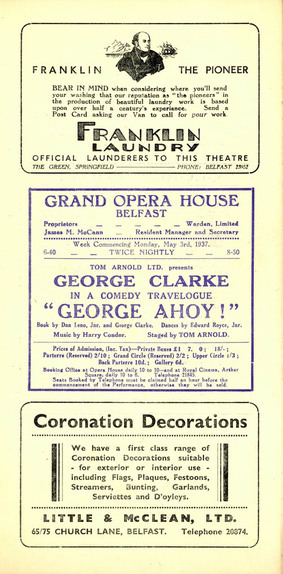 FRANKLIN THE PIONEER
BEAR IN MIND when considering where you'll send
your washing that our reputation as "the pioneers" in
the production of beautiful laundry work is based
upon over half a century's experience. Send a
Post Card asking our Van to call for your work.
FRANKLIN
LAUNDRY
OFFICIAL LAUNDERERS TO THIS THEATRE
THE GREEN, SPRINGFIELD PHONE: BELFAST 2962
GRAND OPERA HOUSE
BELFAST
Proprietors — — — — Warden, Limited
James M. McCann — Resident Manager and Secretary
Week Commencing Monday, May 3rd, 1937.
6-40 — — TWICE NIGHTLY — — 8-50
TOM ARNOLD LTD. presents
GEORGE CLARKE
IN A COMEDY TRAVELOGUE
"GEORGE AHOY!"
Book by Dan Leno, Jnr. and George Clarke. Dances by Edward Royce, Jnr.
Music by Harry Conder. Staged by TOM ARNOLD.
Prices of Admission, (Inc. Tax)—Private Boxes £1 7. 0; 18/-;
Parterre (Reserved) 2/10; Grand Circle (Reserved) 2/2; Upper Circle 1/3;
Back Parterre 10d.; Gallery 6d.
Booking Office at Opera House daily 10 to 10—and at Royal Cinema, Arthur
Square, daily 10 to 6. Telephone 21845.
Seats Booked by Telephone must be claimed half an hour before the
commencement of the Performance, otherwise they will be sold.
Coronation Decorations
We have a first class range of
Coronation Decorations suitable
- for exterior or interior use -
including Flags, Plaques, Festoons,
Streamers, Bunting, Garlands,
Serviettes and D'oyleys.
LITTLE & McCLEAN, LTD.
65/75 CHURCH LANE, BELFAST. Telephone 20874.